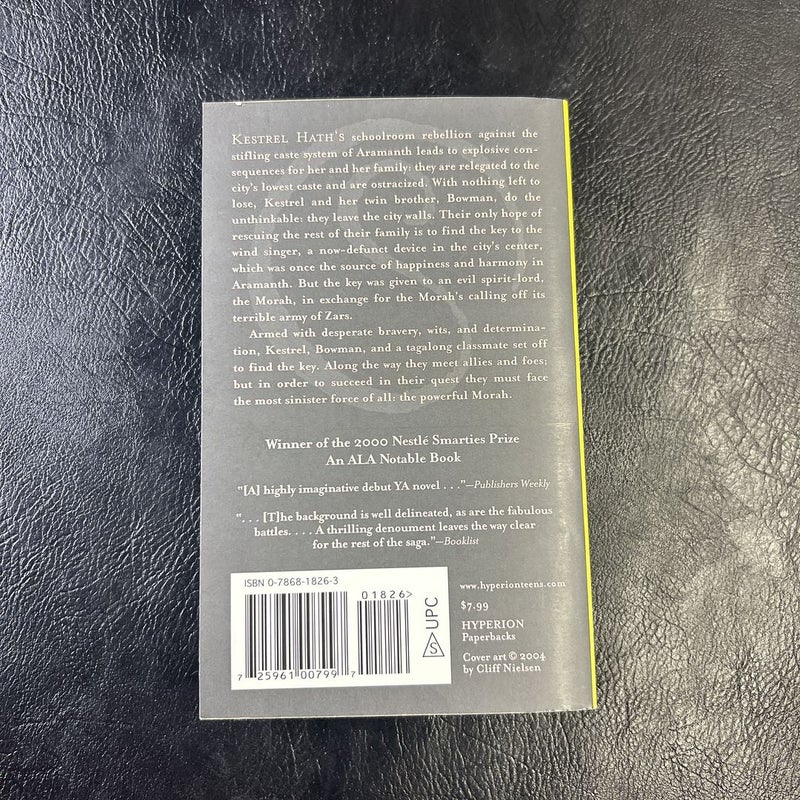 KESTREL HATH'S schoolroom rebellion against the
stifling caste system of Aramanth leads to explosive con-
sequences for her and her family: they are relegated to the
city's lowest caste and are ostracized. With nothing left to
lose, Kestrel and her twin brother, Bowman, do the
unthinkable: they leave the city walls. Their only hope of
rescuing the rest of their family is to find the key to the
wind singer, a now-defunct device in the city's center,
which was once the source of happiness and harmony in
Aramanth. But the key was given to an evil spirit-lord,
the Morah, in exchange for the Morah's calling off its
terrible army of Zars.
Armed with desperate bravery, wits, and determina-
tion, Kestrel, Bowman, and a tagalong classmate set off
to find the key. Along the way they meet allies and foes;
but in order to succeed in their quest they must face
the most sinister force of all: the powerful Morah.
Winner of the 2000 Nestlé Smarties Prize
An ALA Notable Book
"[A] highly imaginative debut YA novel . . ."—Publishers Weekly
". . . [T]he background is well delineated, as are the fabulous
battles. . . . A thrilling denoument leaves the way clear
for the rest of the saga."—Booklist
ISBN 0-7868-1826-3
01826>
S UPC
7 25961 00799 7
www.hyperionteens.com
$7.99
HYPERION
Paperbacks
Cover art © 2004
by Cliff Nielsen